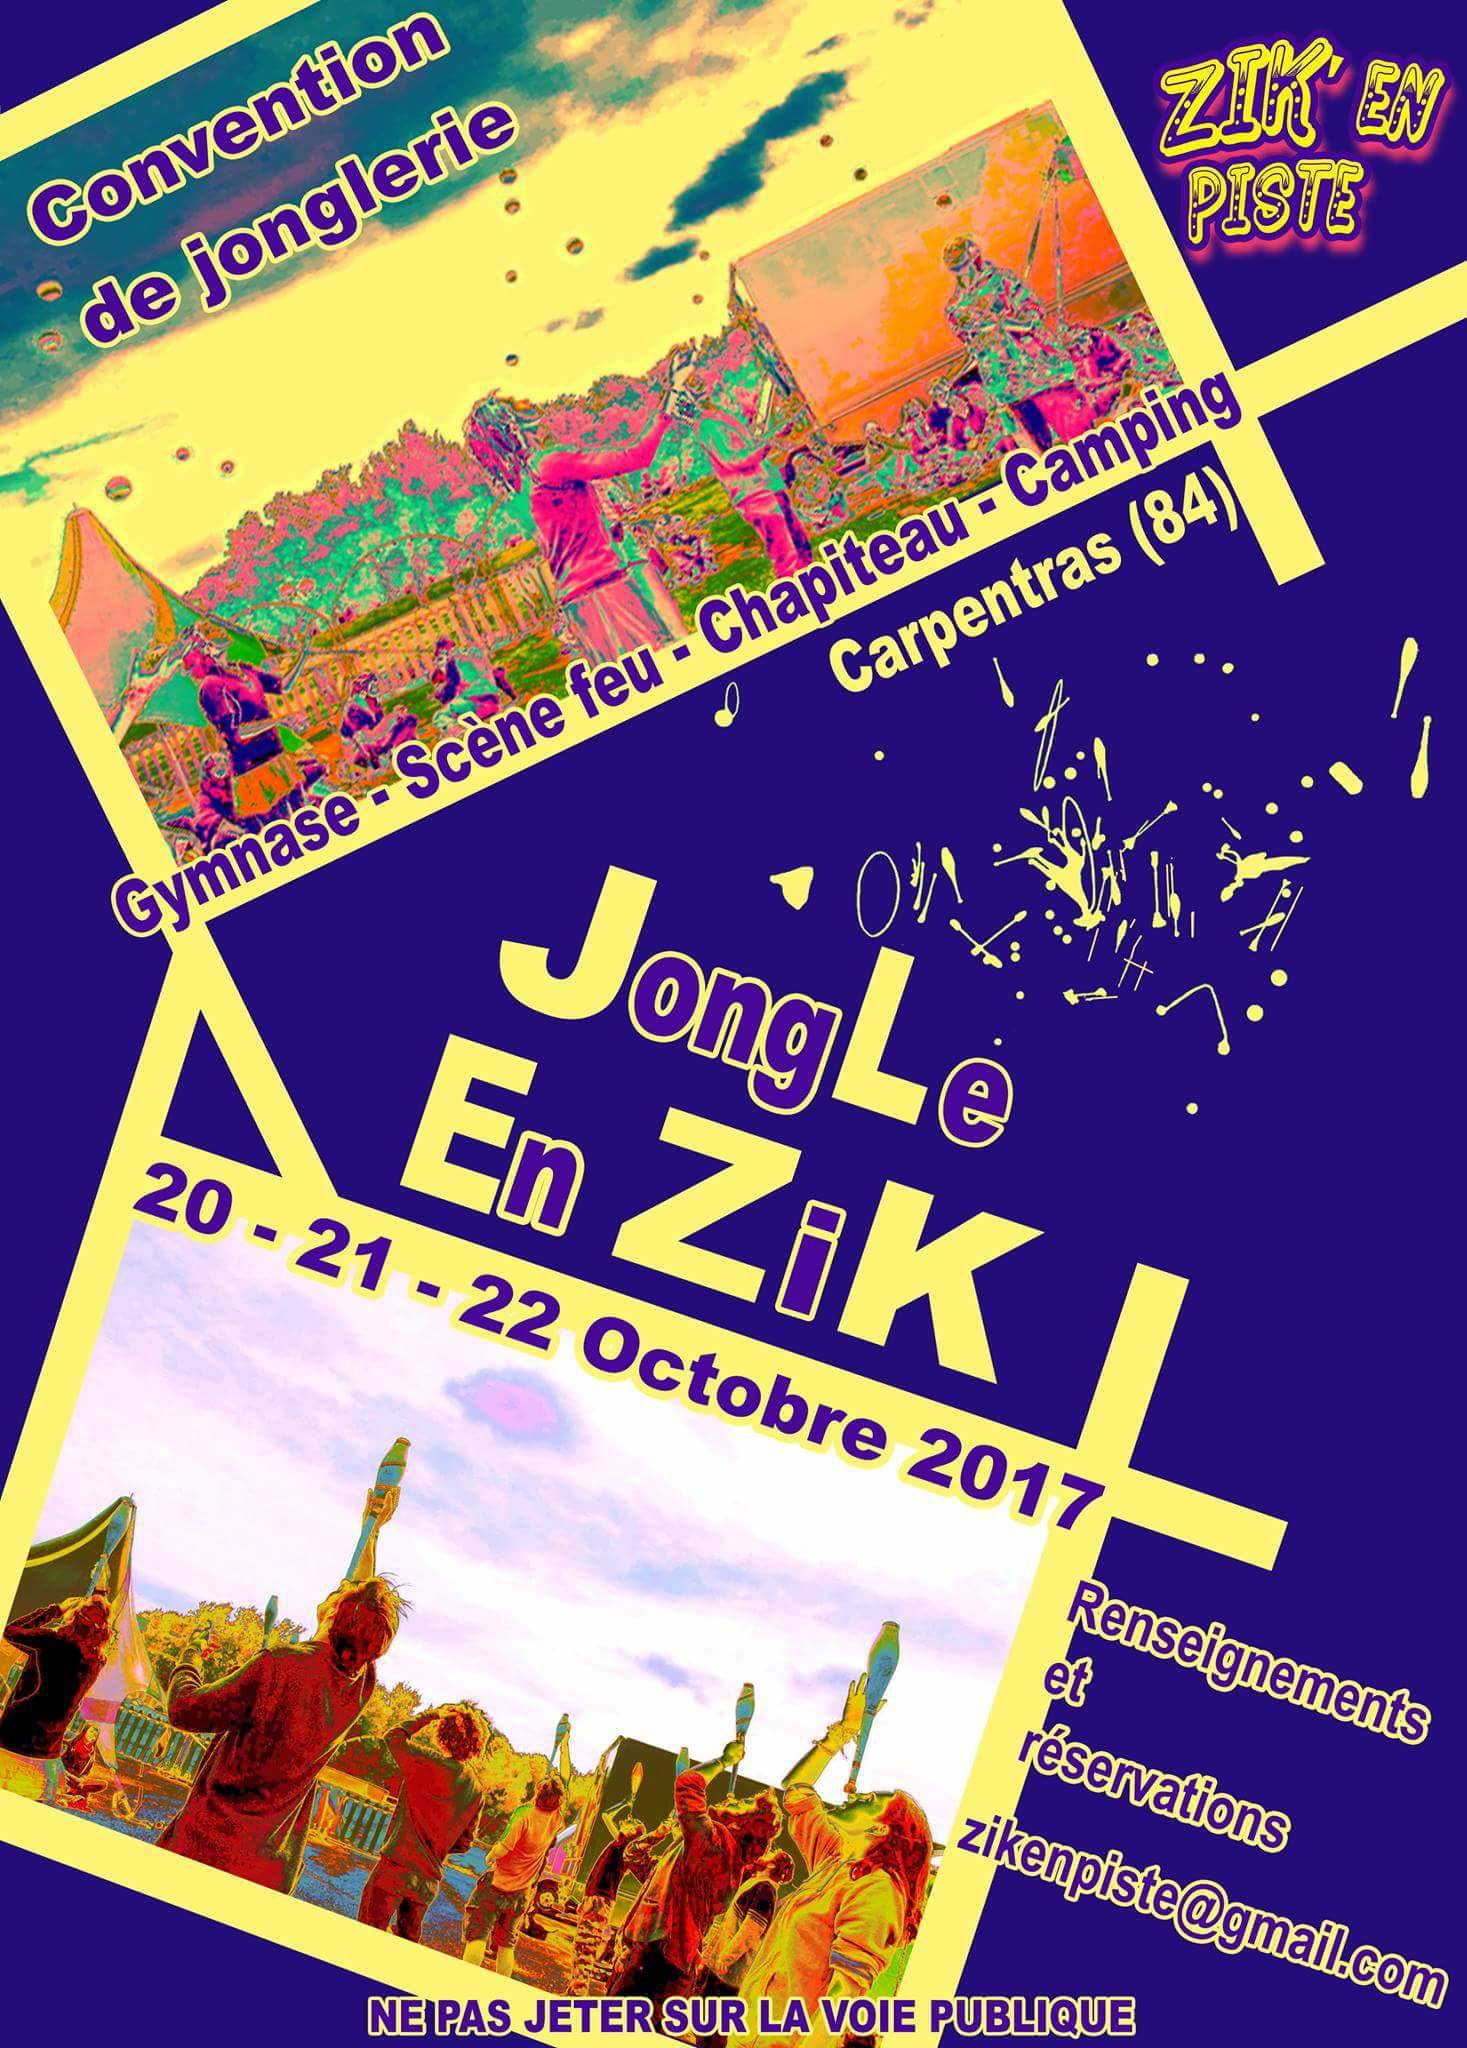 Convention
de jonglerie
ZIK' EN
PISTE
Gymnase - Scène feu - Chapiteau - Camping
Carpentras (84)
JongLe
En ZiK
20 - 21 - 22 Octobre 2017
Renseignements
et
réservations
zikenpiste@gmail.com
NE PAS JETER SUR LA VOIE PUBLIQUE